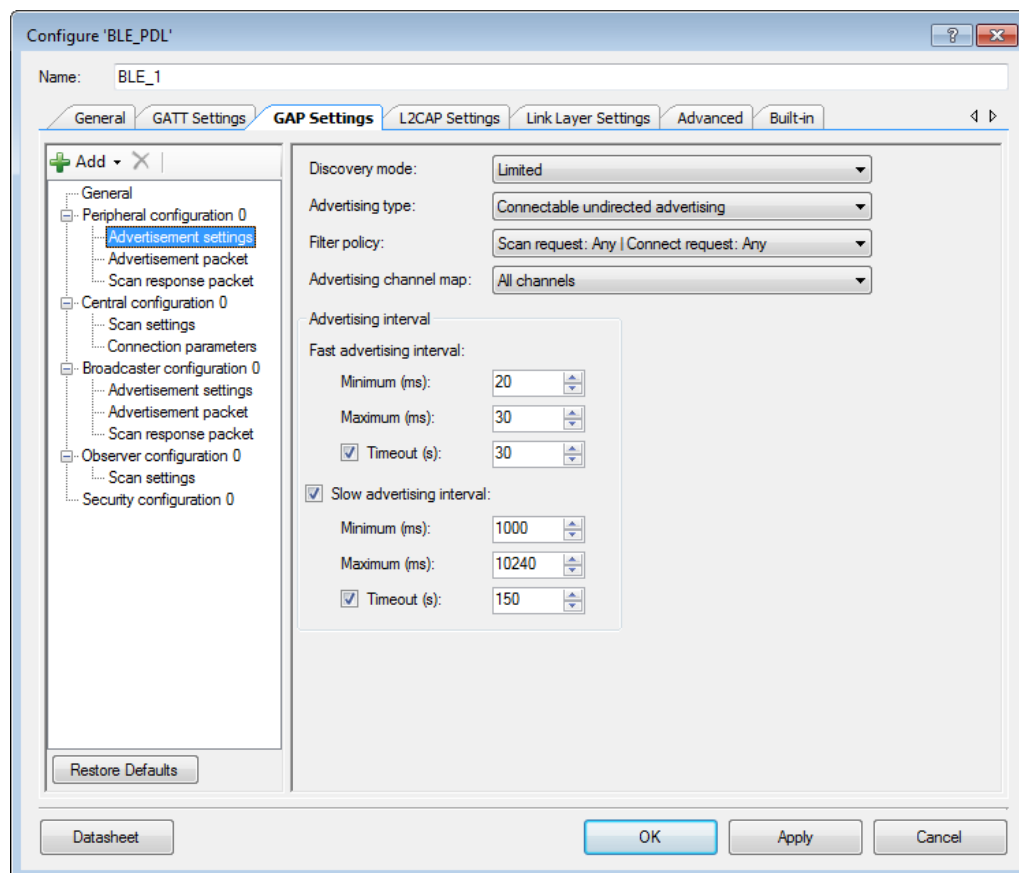 Configure 'BLE_PDL'
Name: BLE_1
General GATT Settings GAP Settings L2CAP Settings Link Layer Settings Advanced Built-in
Add
General
Peripheral configuration 0
Advertisement settings
Advertisement packet
Scan response packet
Central configuration 0
Scan settings
Connection parameters
Broadcaster configuration 0
Advertisement settings
Advertisement packet
Scan response packet
Observer configuration 0
Scan settings
Security configuration 0
Restore Defaults
Discovery mode: Limited
Advertising type: Connectable undirected advertising
Filter policy: Scan request: Any | Connect request: Any
Advertising channel map: All channels
Advertising interval
Fast advertising interval:
Minimum (ms): 20
Maximum (ms): 30
Timeout (s): 30
Slow advertising interval:
Minimum (ms): 1000
Maximum (ms): 10240
Timeout (s): 150
Datasheet OK Apply Cancel